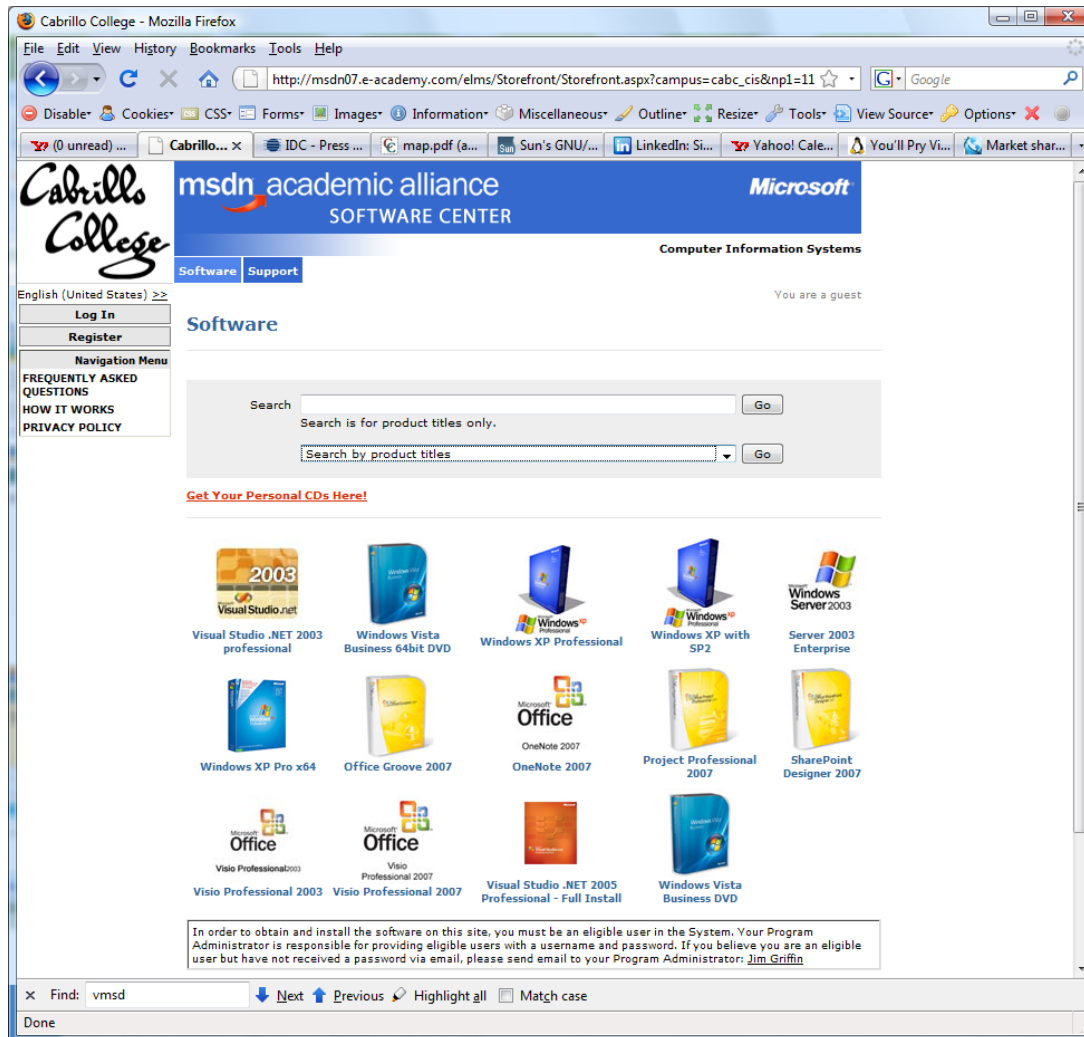 Cabrillo College - Mozilla Firefox
File Edit View History Bookmarks Tools Help
http://msdn07.e-academy.com/elms/Storefront/Storefront.aspx?campus=cabc_cis&np1=11
G Google
Disable Cookies CSS Forms Images Information Miscellaneous Outline Resize Tools View Source Options
(0 unread) ... Cabrillo... IDC - Press ... map.pdf (a... Sun's GNU/... LinkedIn: Si... Yahoo! Cale... You'll Pry Vi... Market shar...
Cabrillo College
msdn academic alliance
SOFTWARE CENTER
Microsoft
Computer Information Systems
Software Support
English (United States) >>
You are a guest
Log In
Register
Navigation Menu
FREQUENTLY ASKED
QUESTIONS
HOW IT WORKS
PRIVACY POLICY
Software
Search Go
Search is for product titles only.
Search by product titles Go
Get Your Personal CDs Here!
2003
Visual Studio.net
Windows XP
Professional
Windows XP
Professional
Windows
Server 2003
Visual Studio .NET 2003
professional
Windows Vista
Business 64bit DVD
Windows XP Professional
Windows XP with
SP2
Server 2003
Enterprise
Microsoft
Office
OneNote 2007
Windows XP Pro x64
Office Groove 2007
OneNote 2007
Project Professional
2007
SharePoint
Designer 2007
Microsoft
Office
Visio Professional 2003
Microsoft
Office
Visio
Professional 2007
Visio Professional 2003
Visio Professional 2007
Visual Studio .NET 2005
Professional - Full Install
Windows Vista
Business DVD
In order to obtain and install the software on this site, you must be an eligible user in the System. Your Program
Administrator is responsible for providing eligible users with a username and password. If you believe you are an eligible
user but have not received a password via email, please send email to your Program Administrator: Jim Griffin
Find: vmsd Next Previous Highlight all Match case
Done